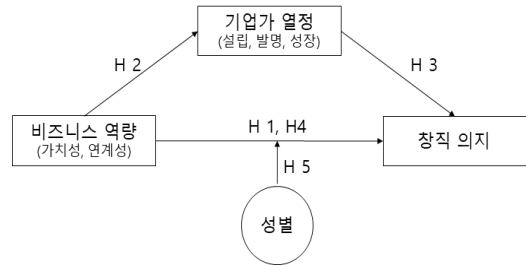 기업가 열정
(설립, 발명, 성장)
H 2
H 3
비즈니스 역량
(가치성, 연계성)
H 1, H4
창직 의지
H 5
성별